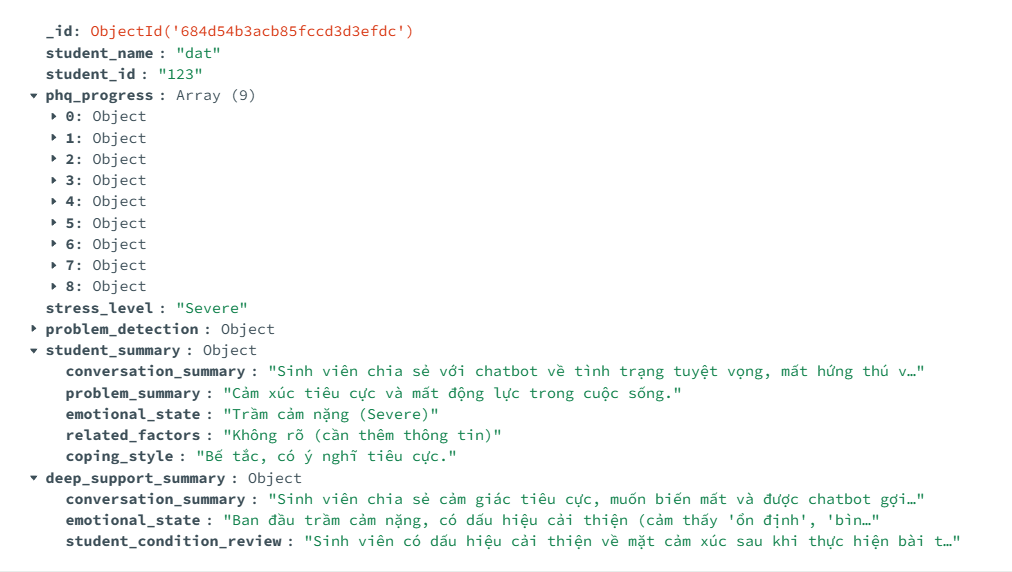 _id: ObjectId('684d54b3acb85fccd3d3efdc')
student_name : "dat"
student_id : "123"
phq_progress : Array (9)
0: Object
1: Object
2: Object
3: Object
4: Object
5: Object
6: Object
7: Object
8: Object
stress_level : "Severe"
problem_detection : Object
student_summary : Object
conversation_summary : "Sinh viên chia sẻ với chatbot về tình trạng tuyệt vọng, mất hứng thú v…"
problem_summary : "Cảm xúc tiêu cực và mất động lực trong cuộc sống."
emotional_state : "Trầm cảm nặng (Severe)"
related_factors : "Không rõ (cần thêm thông tin)"
coping_style : "Bế tắc, có ý nghĩ tiêu cực."
deep_support_summary : Object
conversation_summary : "Sinh viên chia sẻ cảm giác tiêu cực, muốn biến mất và được chatbot gợi…"
emotional_state : "Ban đầu trầm cảm nặng, có dấu hiệu cải thiện (cảm thấy 'ổn định', 'bìn…"
student_condition_review : "Sinh viên có dấu hiệu cải thiện về mặt cảm xúc sau khi thực hiện bài t…"